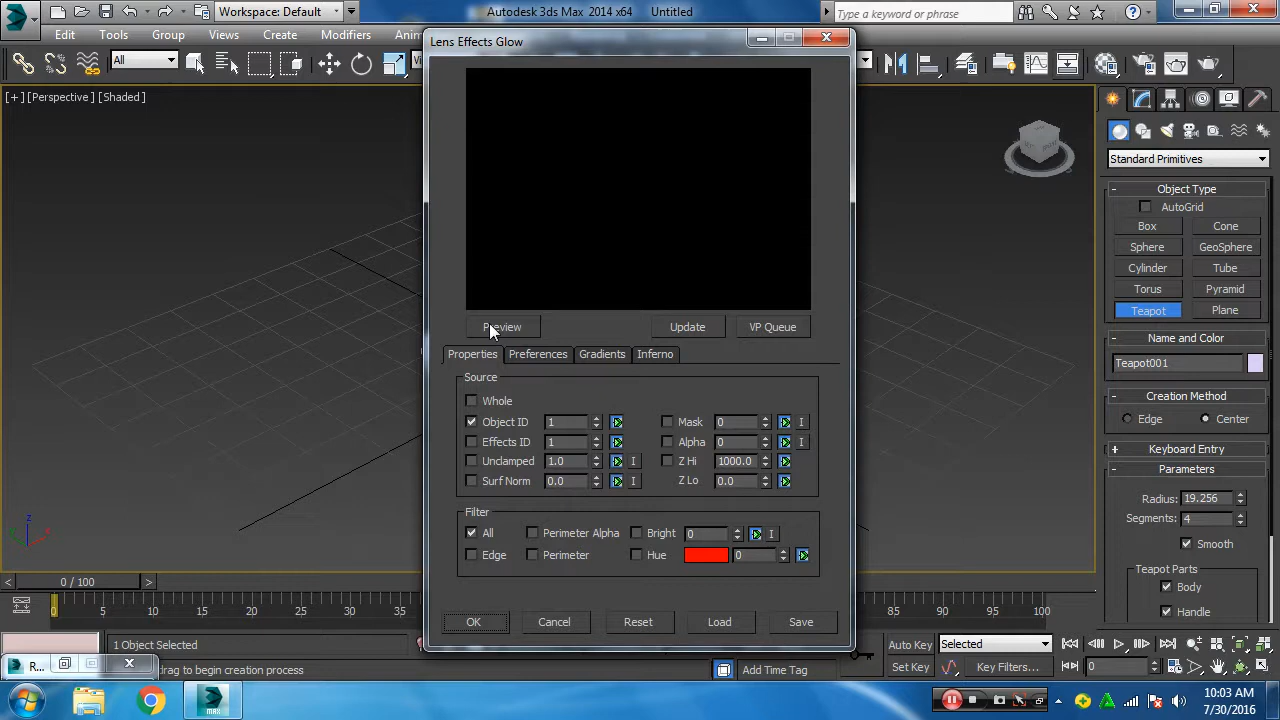 Workspace: Default
Autodesk 3ds Max 2014 x64 Untitled
Type a keyword or phrase
Edit Tools Group Views Create Modifiers
All
Lens Effects Glow
[+] [Perspective] [Shaded]
Preview Update VP Queue
Properties Preferences Gradients Inferno
Source
Whole
Object ID 1 Mask 0 I
Effects ID 1 Alpha 0 I
Unclamped 1.0 I Z Hi 1000.0
Surf Norm 0.0 I Z Lo 0.0
Filter
All Perimeter Alpha Bright 0 I
Edge Perimeter Hue 0
OK Cancel Reset Load Save
Standard Primitives
- Object Type
AutoGrid
Box Cone
Sphere GeoSphere
Cylinder Tube
Torus Pyramid
Teapot Plane
- Name and Color
Teapot001
- Creation Method
Edge Center
+ Keyboard Entry
- Parameters
Radius: 19.256
Segments: 4
Smooth
Teapot Parts
Body
Handle
z
< 0 / 100 >
0 5 10 15 20 25 30 35 85 90 95 100
1 Object Selected
Auto Key Selected
R...
drag to begin creation process
Add Time Tag
Set Key Key Filters... 0
MAX
10:03 AM
7/30/2016